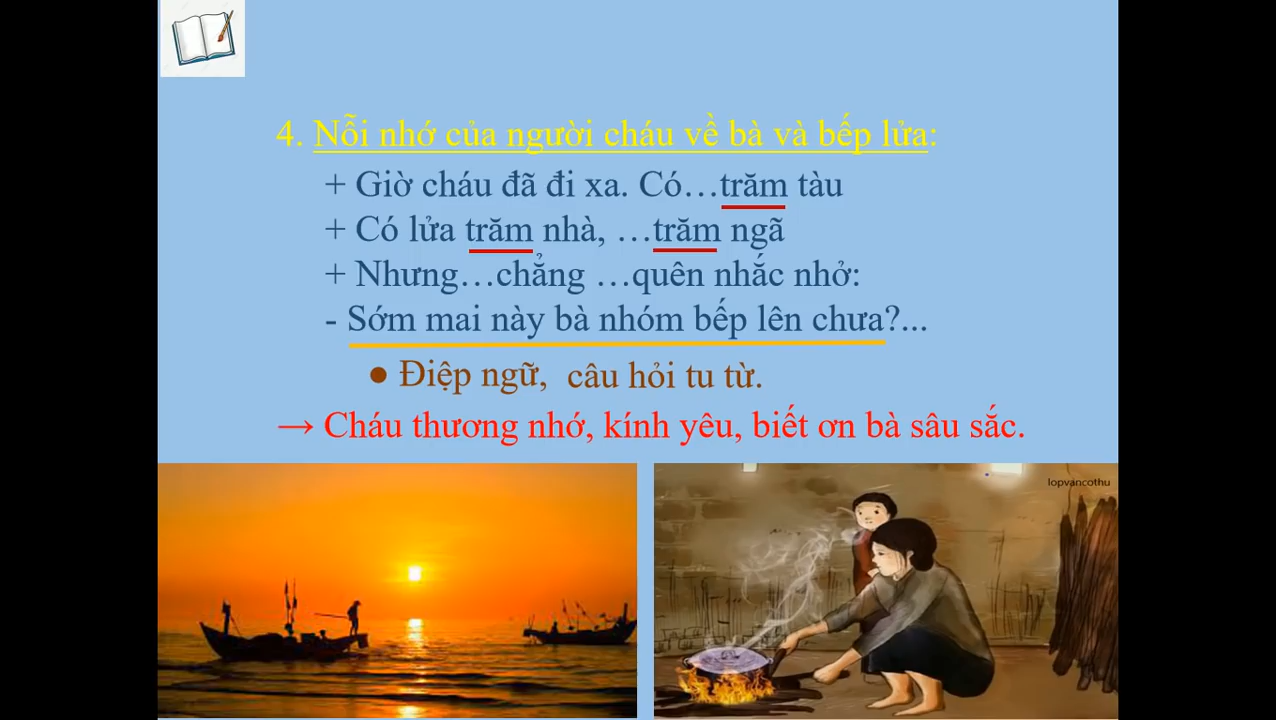 4. Nỗi nhớ của người cháu về bà và bếp lửa:
+ Giờ cháu đã đi xa. Có…trăm tàu
+ Có lửa trăm nhà, …trăm ngã
+ Nhưng…chẳng …quên nhắc nhở:
- Sớm mai này bà nhóm bếp lên chưa?...
● Điệp ngữ, câu hỏi tu từ.
→ Cháu thương nhớ, kính yêu, biết ơn bà sâu sắc.
lopvancothu